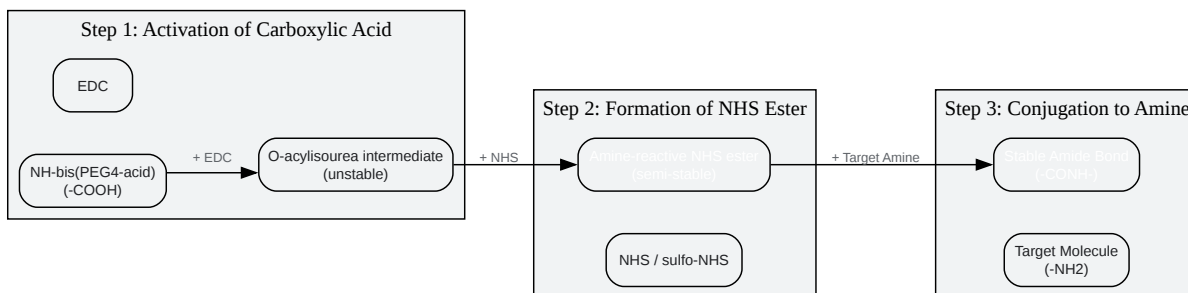 Step 1: Activation of Carboxylic Acid
EDC
NH-bis(PEG4-acid)
(-COOH)
+ EDC
O-acylisourea intermediate
(unstable)
+ NHS
Step 2: Formation of NHS Ester
Amine-reactive NHS ester
(semi-stable)
NHS / sulfo-NHS
+ Target Amine
Step 3: Conjugation to Amine
Stable Amide Bond
(-CONH-)
Target Molecule
(-NH2)